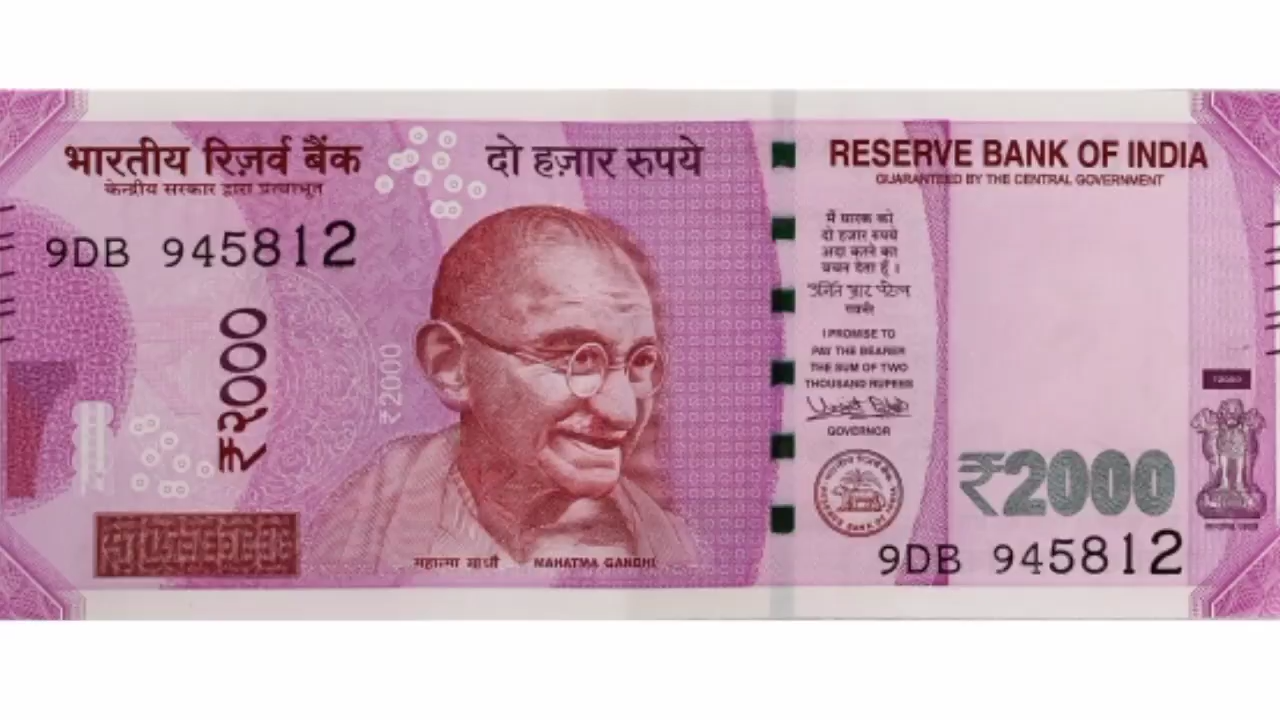 भारतीय रिज़र्व बैंक
केन्द्रीय सरकार द्वारा प्रत्याभूत
9DB 945812
₹२०००
₹2000
दो हज़ार रुपये
महात्मा गांधी MAHATMA GANDHI
RESERVE BANK OF INDIA
GUARANTEED BY THE CENTRAL GOVERNMENT
मैं धारक को
दो हज़ार रुपये
अदा करने का
वचन देता हूँ ।
गवर्नर
I PROMISE TO
PAY THE BEARER
THE SUM OF TWO
THOUSAND RUPEES
GOVERNOR
₹2000
9DB 945812